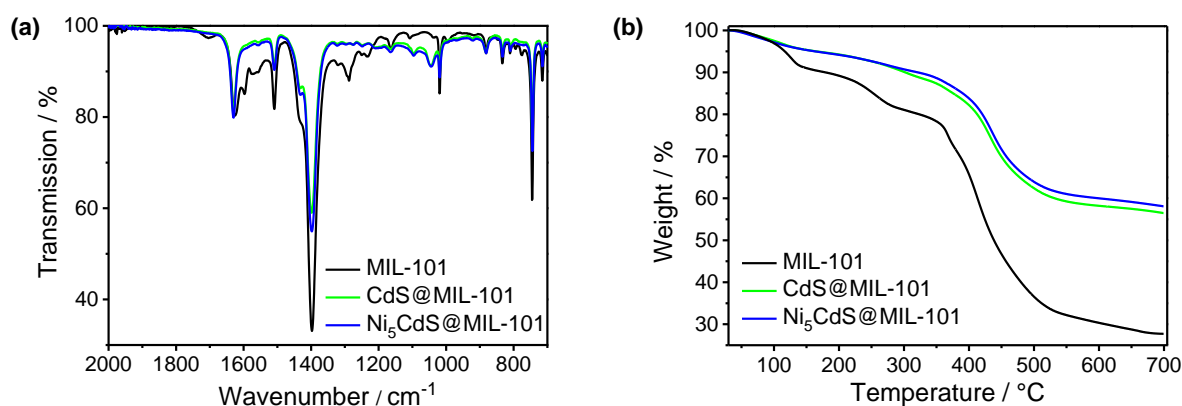 (a)
Transmission / %
100
80
60
40
MIL-101
CdS@MIL-101
Ni₅CdS@MIL-101
2000 1800 1600 1400 1200 1000 800
Wavenumber / cm⁻¹
(b)
Weight / %
100
90
80
70
60
50
40
30
MIL-101
CdS@MIL-101
Ni₅CdS@MIL-101
100 200 300 400 500 600 700
Temperature / °C